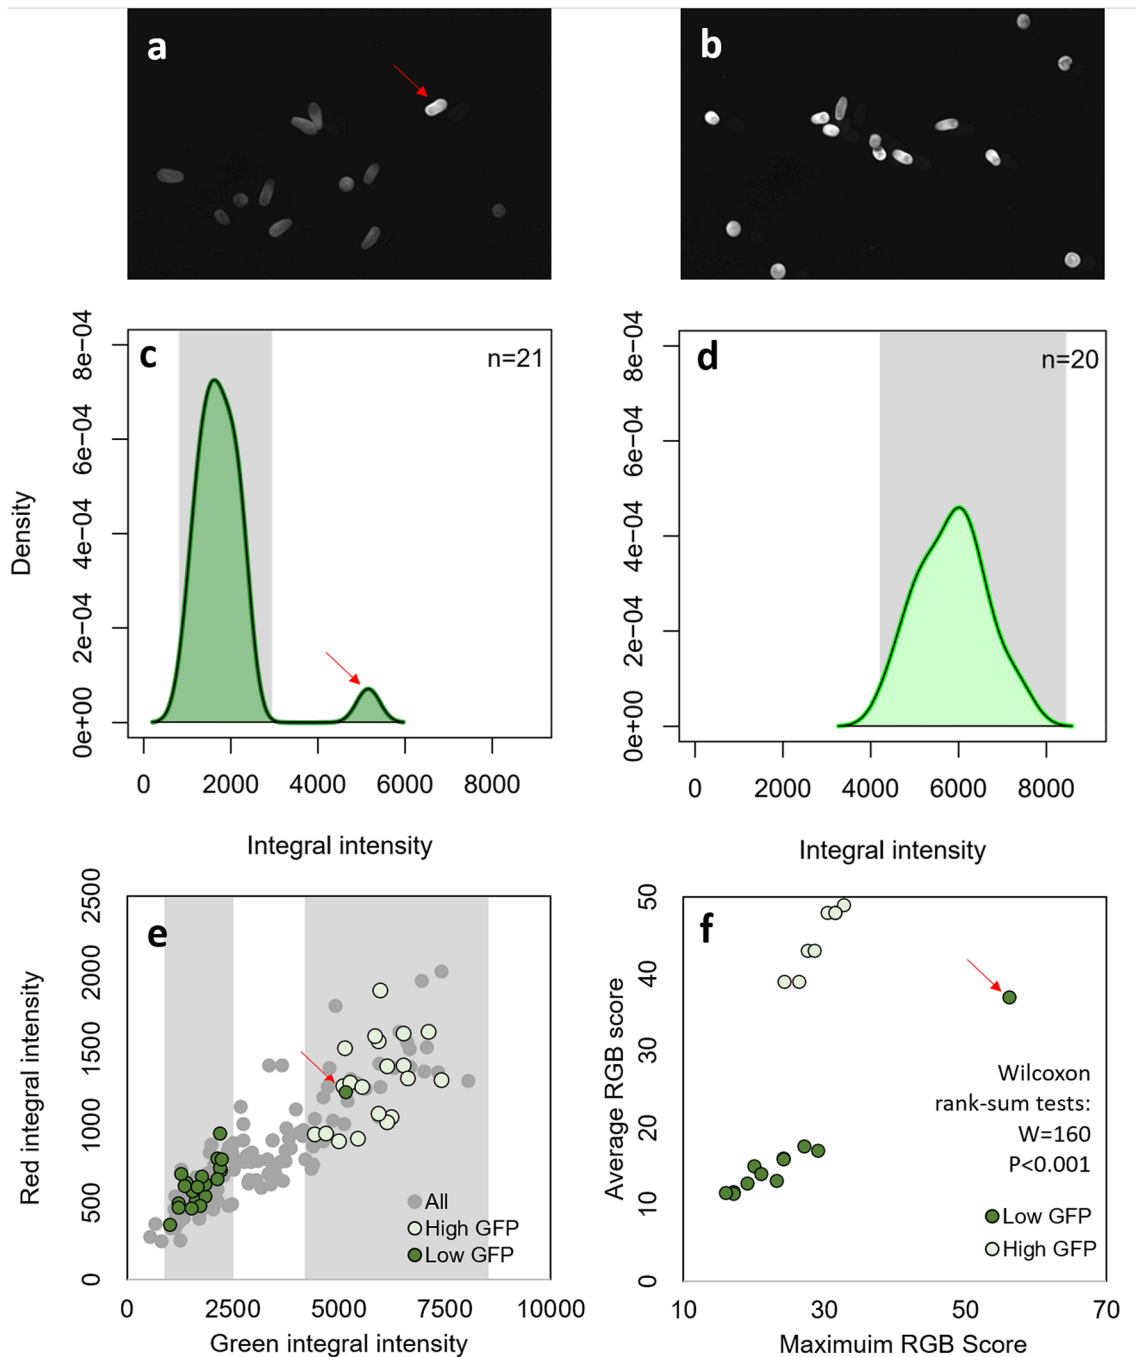 a
b
8e−04
6e−04
4e−04
2e−04
0e+00
Density
c
n=21
0 2000 4000 6000 8000
Integral intensity
8e−04
6e−04
4e−04
2e−04
0e+00
d
n=20
0 2000 4000 6000 8000
Integral intensity
2500
2000
1500
1000
500
0
Red integral intensity
e
All
High GFP
Low GFP
0 2500 5000 7500 10000
Green integral intensity
50
40
30
20
10
0
Average RGB score
f
Wilcoxon
rank-sum tests:
W=160
P<0.001
Low GFP
High GFP
10 30 50 70
Maximuim RGB Score